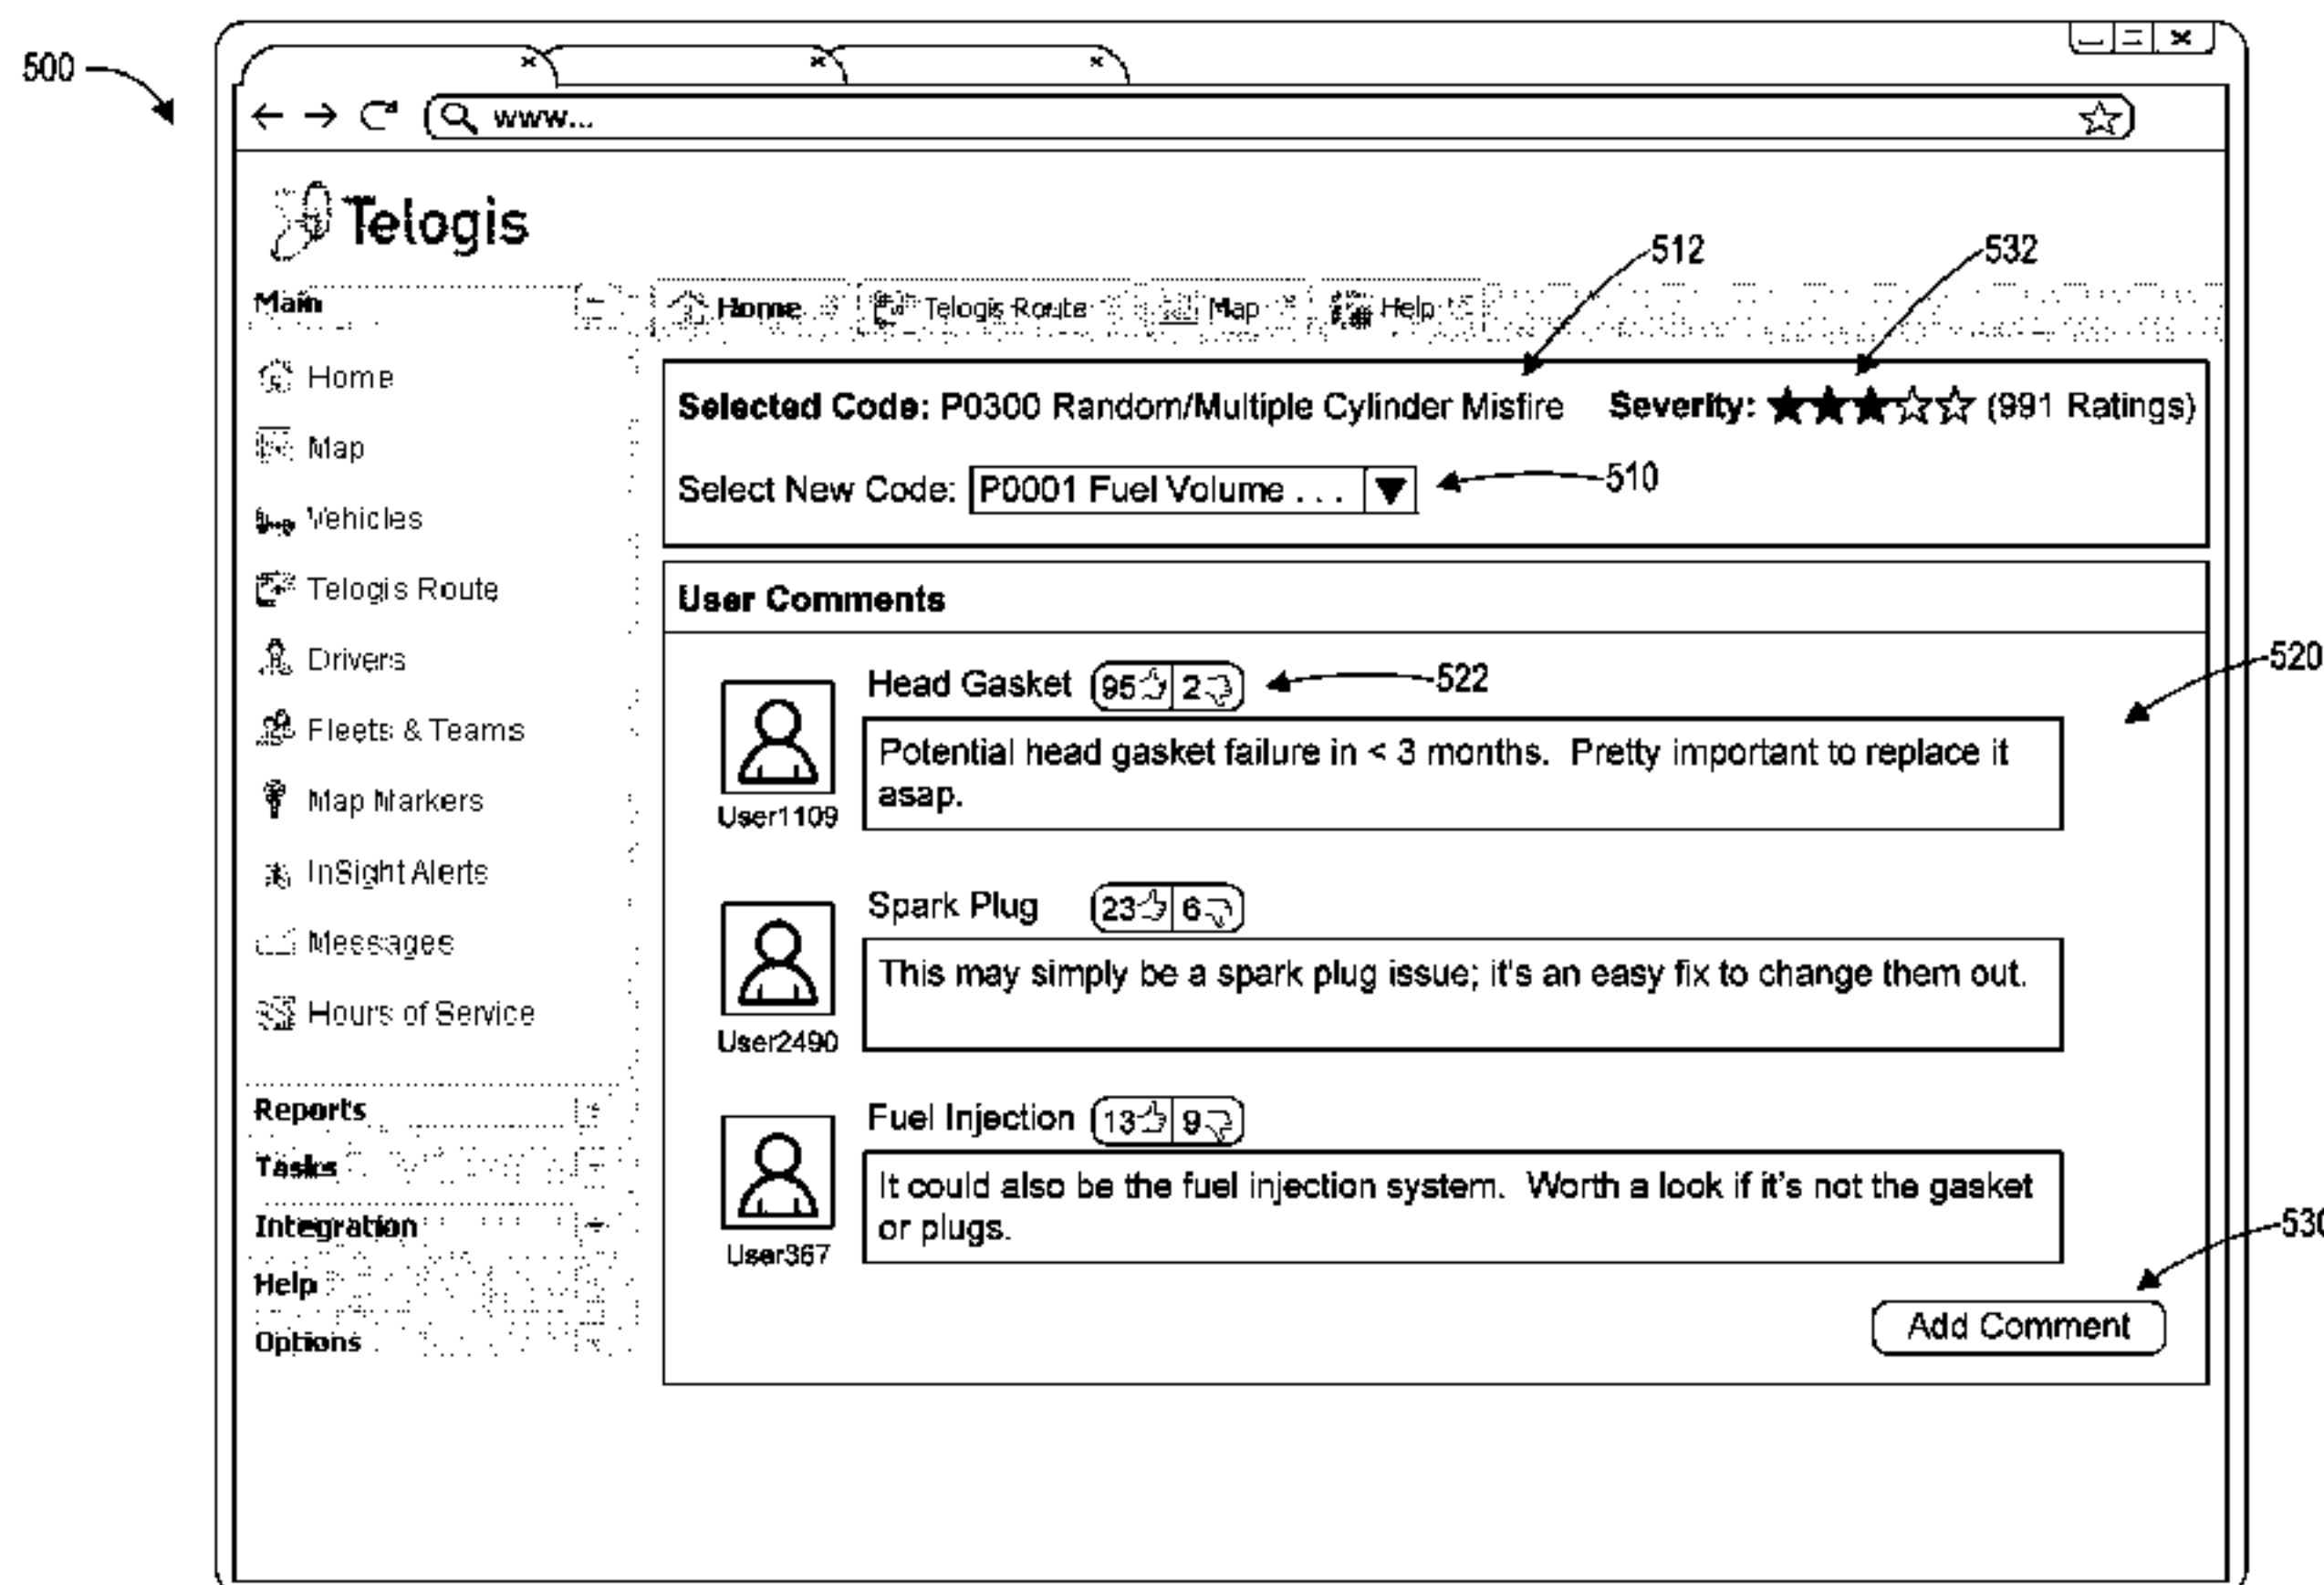 500
www...
Telogis
512
532
Main
Home
Telogis Route
Map
Help
Home
Map
Vehicles
Telogis Route
Drivers
Fleets & Teams
Map Markers
InSight Alerts
Messages
Hours of Service
Reports
Tasks
Integration
Help
Options
Selected Code: P0300 Random/Multiple Cylinder Misfire Severity: (991 Ratings)
Select New Code: P0001 Fuel Volume . . .
510
User Comments
520
Head Gasket 95 2
522
Potential head gasket failure in < 3 months. Pretty important to replace it
asap.
User1109
Spark Plug 23 6
This may simply be a spark plug issue; it's an easy fix to change them out.
User2490
Fuel Injection 13 9
It could also be the fuel injection system. Worth a look if it's not the gasket
or plugs.
User367
530
Add Comment